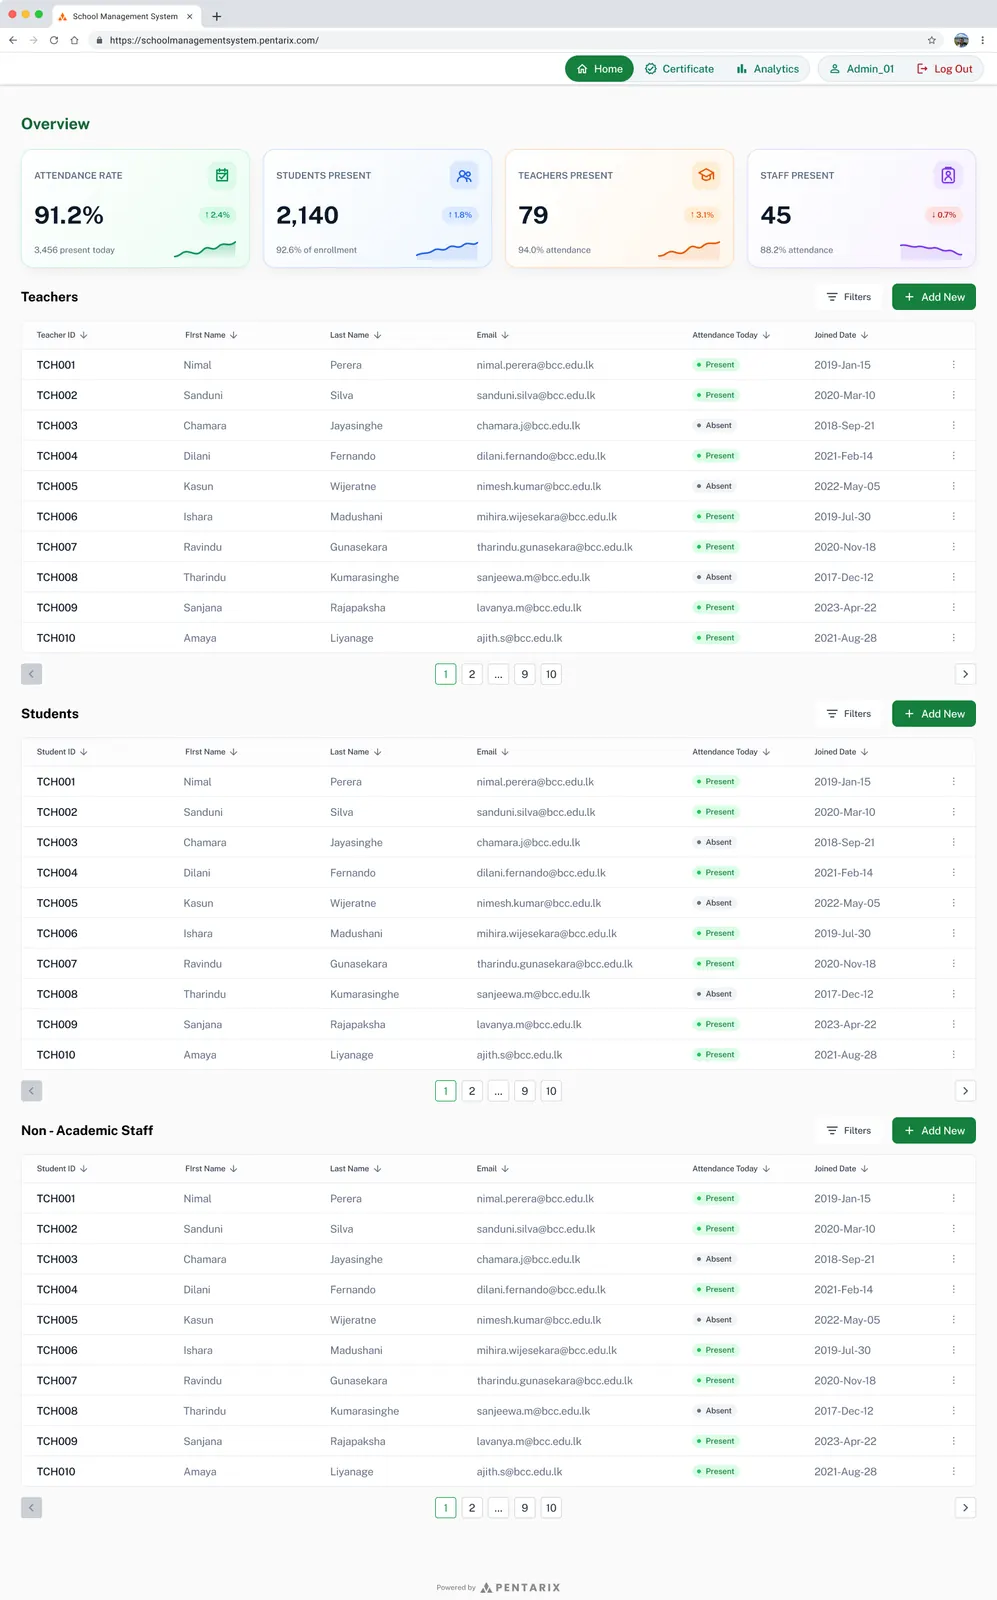 School Management System
https://schoolmanagementsystem.pentarix.com/
Home Certificate Analytics Admin_01 Log Out
Overview
ATTENDANCE RATE
91.2%
↑ 2.4%
3,456 present today
STUDENTS PRESENT
2,140
↑ 1.8%
92.6% of enrollment
TEACHERS PRESENT
79
↑ 3.1%
94.0% attendance
STAFF PRESENT
45
↓ 0.7%
88.2% attendance
Teachers Filters + Add New
Teacher ID FIrst Name Last Name Email Attendance Today Joined Date
TCH001 Nimal Perera nimal.perera@bcc.edu.lk Present 2019-Jan-15
TCH002 Sanduni Silva sanduni.silva@bcc.edu.lk Present 2020-Mar-10
TCH003 Chamara Jayasinghe chamara.j@bcc.edu.lk Absent 2018-Sep-21
TCH004 Dilani Fernando dilani.fernando@bcc.edu.lk Present 2021-Feb-14
TCH005 Kasun Wijeratne nimesh.kumar@bcc.edu.lk Absent 2022-May-05
TCH006 Ishara Madushani mihira.wijesekara@bcc.edu.lk Present 2019-Jul-30
TCH007 Ravindu Gunasekara tharindu.gunasekara@bcc.edu.lk Present 2020-Nov-18
TCH008 Tharindu Kumarasinghe sanjeewa.m@bcc.edu.lk Absent 2017-Dec-12
TCH009 Sanjana Rajapaksha lavanya.m@bcc.edu.lk Present 2023-Apr-22
TCH010 Amaya Liyanage ajith.s@bcc.edu.lk Present 2021-Aug-28
1 2 ... 9 10
Students Filters + Add New
Student ID FIrst Name Last Name Email Attendance Today Joined Date
TCH001 Nimal Perera nimal.perera@bcc.edu.lk Present 2019-Jan-15
TCH002 Sanduni Silva sanduni.silva@bcc.edu.lk Present 2020-Mar-10
TCH003 Chamara Jayasinghe chamara.j@bcc.edu.lk Absent 2018-Sep-21
TCH004 Dilani Fernando dilani.fernando@bcc.edu.lk Present 2021-Feb-14
TCH005 Kasun Wijeratne nimesh.kumar@bcc.edu.lk Absent 2022-May-05
TCH006 Ishara Madushani mihira.wijesekara@bcc.edu.lk Present 2019-Jul-30
TCH007 Ravindu Gunasekara tharindu.gunasekara@bcc.edu.lk Present 2020-Nov-18
TCH008 Tharindu Kumarasinghe sanjeewa.m@bcc.edu.lk Absent 2017-Dec-12
TCH009 Sanjana Rajapaksha lavanya.m@bcc.edu.lk Present 2023-Apr-22
TCH010 Amaya Liyanage ajith.s@bcc.edu.lk Present 2021-Aug-28
1 2 ... 9 10
Non - Academic Staff Filters + Add New
Student ID FIrst Name Last Name Email Attendance Today Joined Date
TCH001 Nimal Perera nimal.perera@bcc.edu.lk Present 2019-Jan-15
TCH002 Sanduni Silva sanduni.silva@bcc.edu.lk Present 2020-Mar-10
TCH003 Chamara Jayasinghe chamara.j@bcc.edu.lk Absent 2018-Sep-21
TCH004 Dilani Fernando dilani.fernando@bcc.edu.lk Present 2021-Feb-14
TCH005 Kasun Wijeratne nimesh.kumar@bcc.edu.lk Absent 2022-May-05
TCH006 Ishara Madushani mihira.wijesekara@bcc.edu.lk Present 2019-Jul-30
TCH007 Ravindu Gunasekara tharindu.gunasekara@bcc.edu.lk Present 2020-Nov-18
TCH008 Tharindu Kumarasinghe sanjeewa.m@bcc.edu.lk Absent 2017-Dec-12
TCH009 Sanjana Rajapaksha lavanya.m@bcc.edu.lk Present 2023-Apr-22
TCH010 Amaya Liyanage ajith.s@bcc.edu.lk Present 2021-Aug-28
1 2 ... 9 10
Powered by PENTARIX